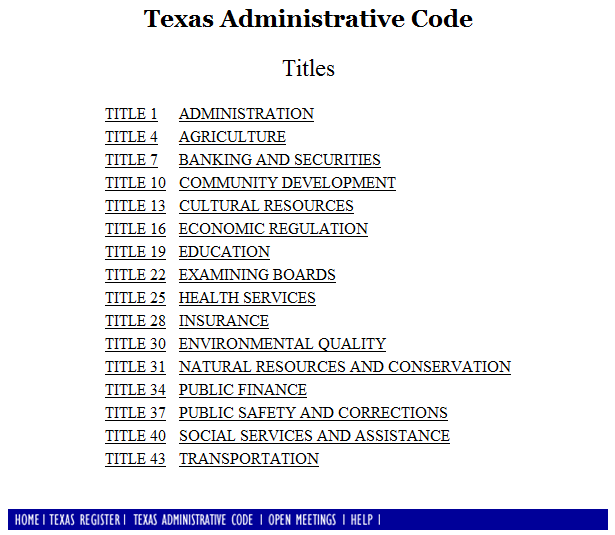 Texas Administrative Code
Titles
TITLE 1 ADMINISTRATION
TITLE 4 AGRICULTURE
TITLE 7 BANKING AND SECURITIES
TITLE 10 COMMUNITY DEVELOPMENT
TITLE 13 CULTURAL RESOURCES
TITLE 16 ECONOMIC REGULATION
TITLE 19 EDUCATION
TITLE 22 EXAMINING BOARDS
TITLE 25 HEALTH SERVICES
TITLE 28 INSURANCE
TITLE 30 ENVIRONMENTAL QUALITY
TITLE 31 NATURAL RESOURCES AND CONSERVATION
TITLE 34 PUBLIC FINANCE
TITLE 37 PUBLIC SAFETY AND CORRECTIONS
TITLE 40 SOCIAL SERVICES AND ASSISTANCE
TITLE 43 TRANSPORTATION
HOME | TEXAS REGISTER | TEXAS ADMINISTRATIVE CODE | OPEN MEETINGS | HELP |